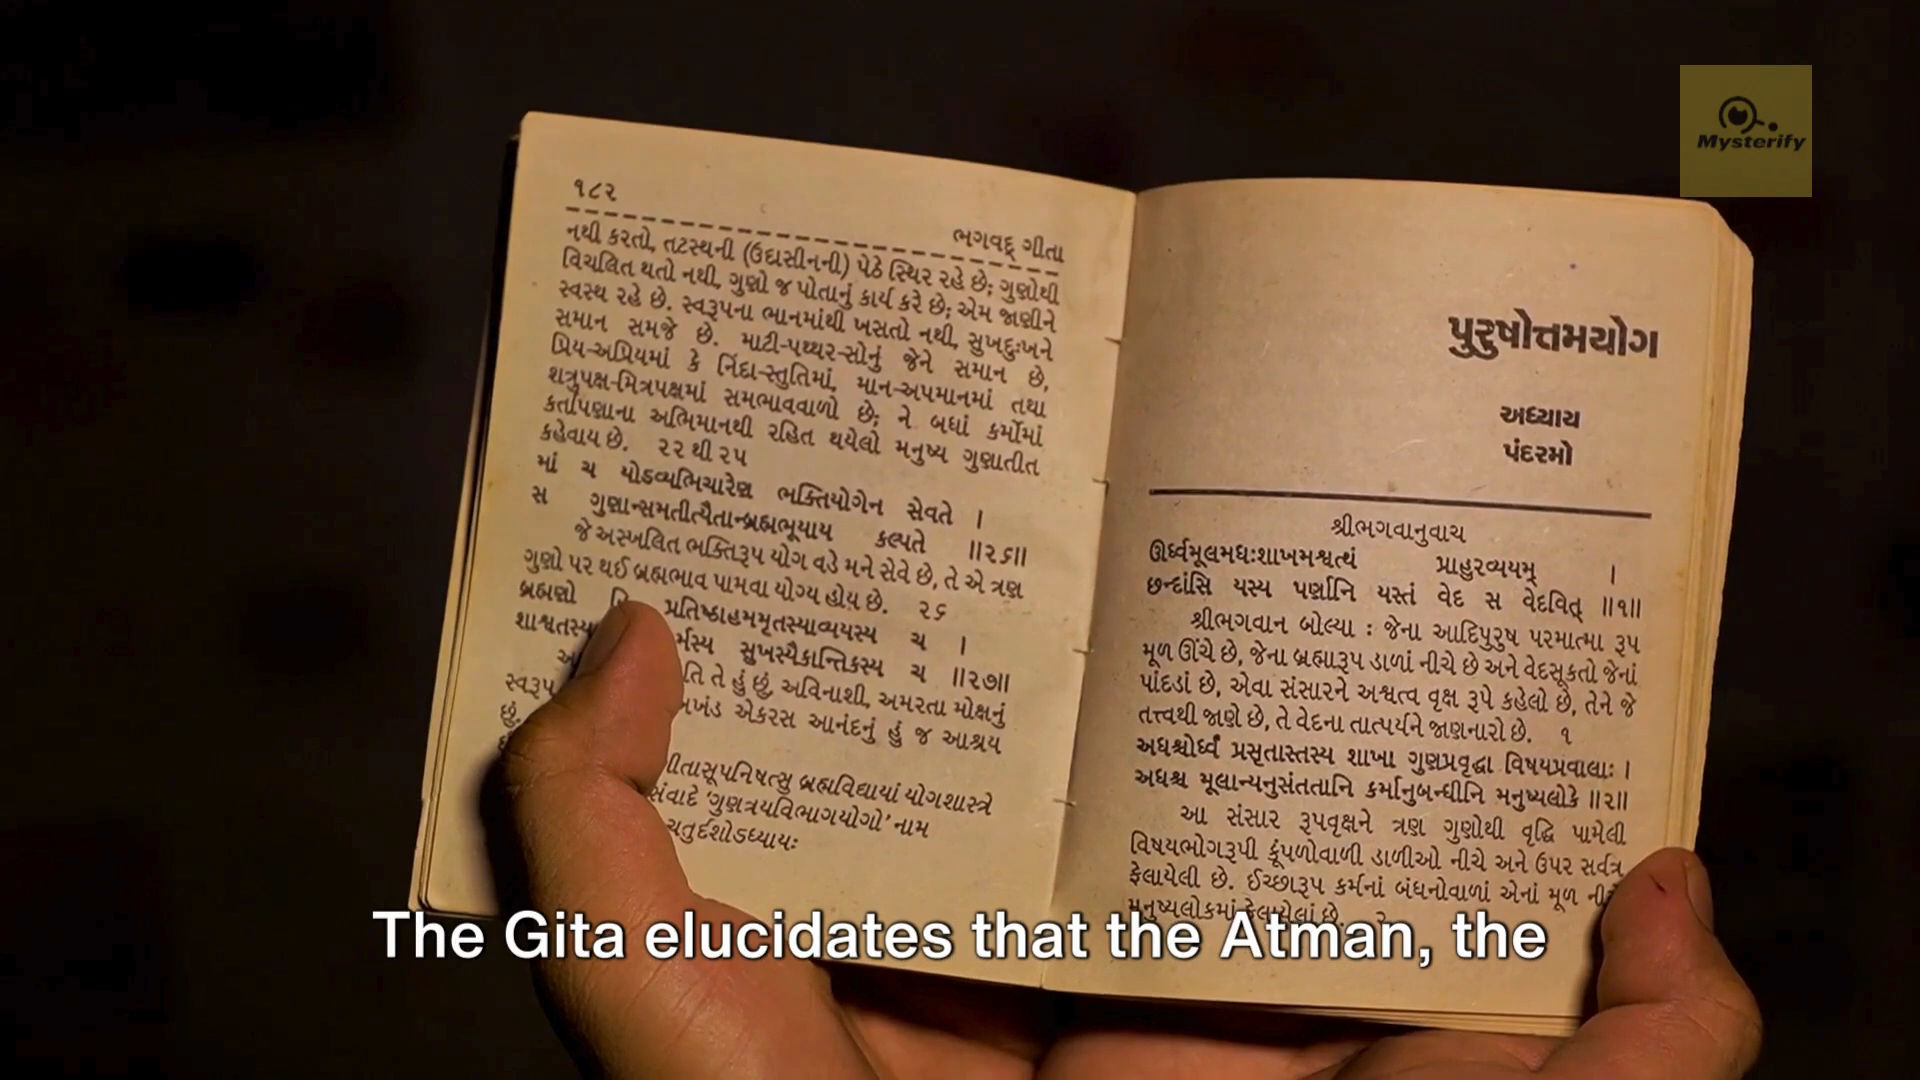 Mysterify
૧૮૨
ભગવદ્ ગીતા
નથી કરતો, તટસ્થની (ઉદાસીનની) પેઠે સ્થિર રહે છે; ગુણોથી
વિચલિત થતો નથી, ગુણો જ પોતાનું કાર્ય કરે છે; એમ જાણીને
સ્વસ્થ રહે છે. સ્વરૂપના ભાનમાંથી ખસતો નથી, સુખદુઃખને
સમાન સમજે છે. માટી-પથ્થર-સોનું જેને સમાન છે,
પ્રિય-અપ્રિયમાં કે નિંદા-સ્તુતિમાં, માન-અપમાનમાં તથા
શત્રુપક્ષ-મિત્રપક્ષમાં સમભાવવાળો છે; ને બધાં કર્મોમાં
કર્તાપણાના અભિમાનથી રહિત થયેલો મનુષ્ય ગુણાતીત
કહેવાય છે. ૨૨ થી ૨૫
માં ચ યોઽવ્યભિચારેણ ભક્તિયોગેન સેવતે ।
સ ગુણાન્સમતીત્યૈતાન્બ્રહ્મભૂયાય કલ્પતે ॥૨૬॥
જે અસ્ખલિત ભક્તિરૂપ યોગ વડે મને સેવે છે, તે એ ત્રણ
ગુણો પર થઈ બ્રહ્મભાવ પામવા યોગ્ય હોય છે. ૨૬
બ્રહ્મણો પ્રતિષ્ઠાહમમૃતસ્યાવ્યયસ્ય ચ ।
શાશ્વતસ્ય ર્મસ્ય સુખસ્યૈકાન્તિકસ્ય ચ ॥૨૭॥
તિ તે હું છું, અવિનાશી, અમરતા મોક્ષનું
સ્વરૂપ ખંડ એકરસ આનંદનું હું જ આશ્રય
છું.
ગીતાસૂપનિષત્સુ બ્રહ્મવિદ્યાયાં યોગશાસ્ત્રે
સંવાદે 'ગુણત્રયવિભાગયોગો' નામ
ચતુર્દશોઽધ્યાયઃ
પુરુષોત્તમયોગ
અધ્યાય
પંદરમો
શ્રીભગવાનુવાચ
ઊર્ધ્વમૂલમધઃશાખમશ્વત્થં પ્રાહુરવ્યયમ્ ।
છન્દાંસિ યસ્ય પર્ણાનિ યસ્તં વેદ સ વેદવિત્ ॥૧॥
શ્રીભગવાન બોલ્યા : જેના આદિપુરુષ પરમાત્મા રૂપ
મૂળ ઊંચે છે, જેના બ્રહ્મારૂપ ડાળાં નીચે છે અને વેદસૂક્તો જેનાં
પાંદડાં છે, એવા સંસારને અશ્વત્વ વૃક્ષ રૂપે કહેલો છે, તેને જે
તત્ત્વથી જાણે છે, તે વેદના તાત્પર્યને જાણનારો છે. ૧
અધશ્ચોર્ધ્વં પ્રસૃતાસ્તસ્ય શાખા ગુણપ્રવૃદ્ધા વિષયપ્રવાલાઃ ।
અધશ્ચ મૂલાન્યનુસંતતાનિ કર્માનુબન્ધીનિ મનુષ્યલોકે ॥૨॥
આ સંસાર રૂપવૃક્ષને ત્રણ ગુણોથી વૃદ્ધિ પામેલી
વિષયભોગરૂપી કૂંપળોવાળી ડાળીઓ નીચે અને ઉપર સર્વત્ર
ફેલાયેલી છે. ઈચ્છારૂપ કર્મનાં બંધનોવાળાં એનાં મૂળ
મનુષ્યલોકમાં ફેલાયેલાં છે. ૨
The Gita elucidates that the Atman, the